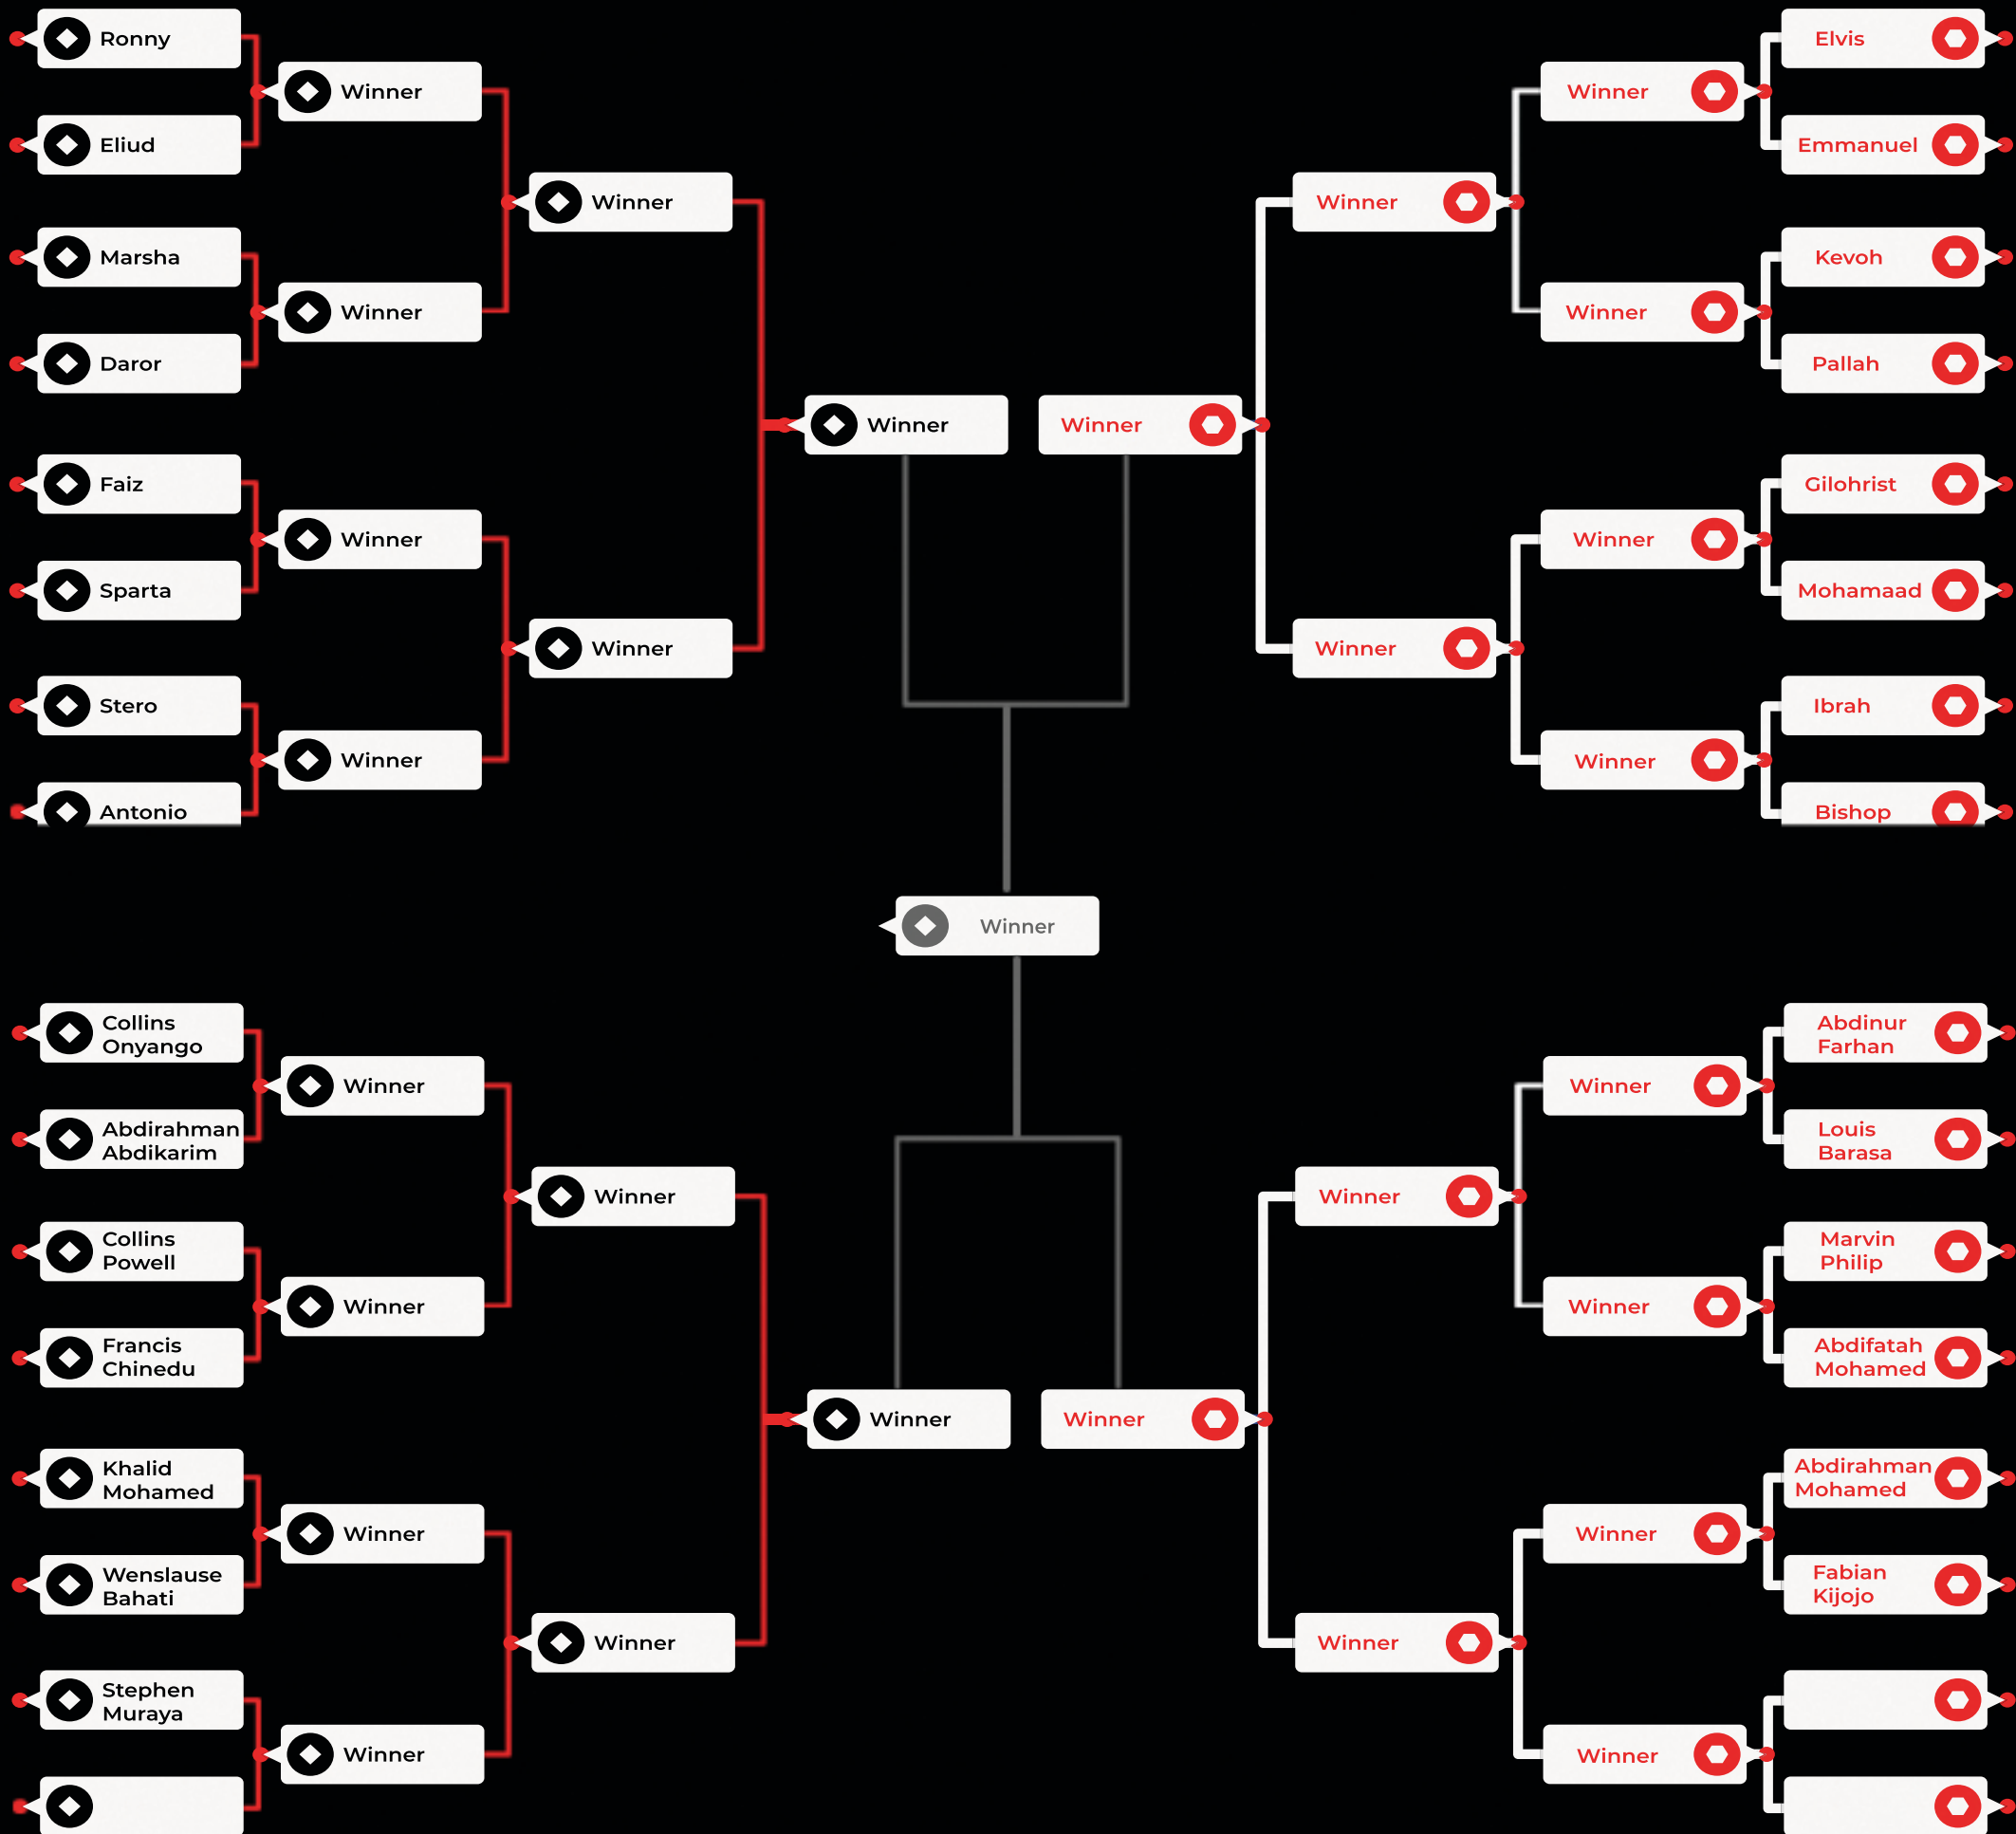 Ronny
Elvis
Winner
Winner
Eliud
Emmanuel
Winner
Winner
Marsha
Kevoh
Winner
Winner
Daror
Pallah
Winner
Winner
Faiz
Gilohrist
Winner
Winner
Sparta
Mohamaad
Winner
Winner
Stero
Ibrah
Winner
Winner
Antonio
Bishop
Winner
Collins
Onyango
Abdinur
Farhan
Winner
Winner
Abdirahman
Abdikarim
Louis
Barasa
Winner
Winner
Collins
Powell
Marvin
Philip
Winner
Winner
Francis
Chinedu
Abdifatah
Mohamed
Winner
Winner
Khalid
Mohamed
Abdirahman
Mohamed
Winner
Winner
Wenslause
Bahati
Fabian
Kijojo
Winner
Winner
Stephen
Muraya
Winner
Winner